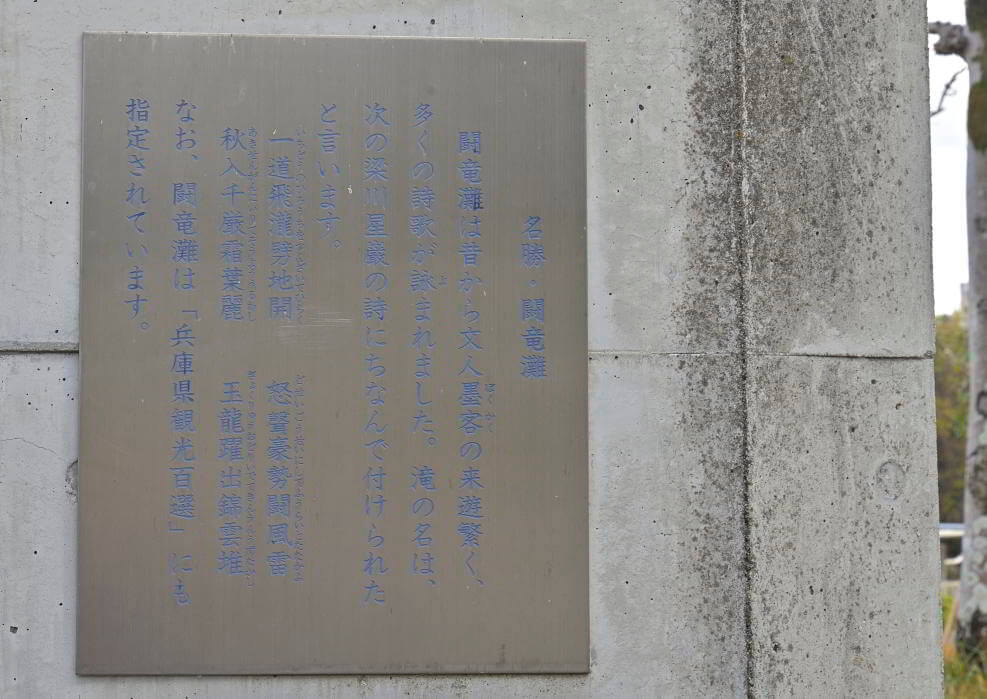 名勝・闘竜灘
闘竜灘は昔から文人墨客の来遊繁く、
多くの詩歌が詠まれました。滝の名は、
次の梁川星巌の詩にちなんで付けられた
と言います。
一道飛瀧劈地開　怒聲豪勢闘風雷
秋入千厳霜葉麗　玉龍躍出錦雲堆
なお、闘竜灘は「兵庫県観光百選」にも
指定されています。